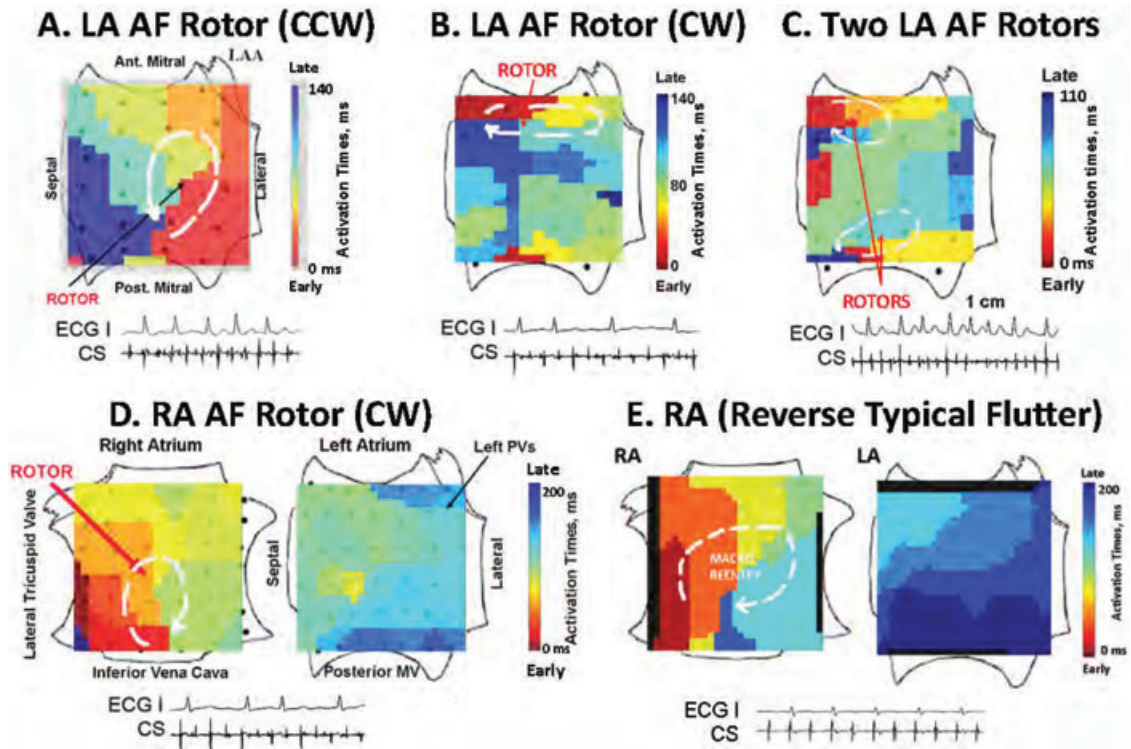 A. LA AF Rotor (CCW)
Ant. Mitral
LAA
Late
140
Septal
Lateral
Activation Times, ms
0 ms
Early
Post. Mitral
ROTOR
ECG I
CS
B. LA AF Rotor (CW)
ROTOR
Late
140
80
0
Activation Times, ms
Early
ECG I
CS
C. Two LA AF Rotors
Late
110
Activation times, ms
0 ms
Early
ROTORS
1 cm
ECG I
CS
D. RA AF Rotor (CW)
Right Atrium
Left Atrium
Left PVs
ROTOR
Lateral Tricuspid Valve
Septal
Lateral
Late
200
Activation Times, ms
0 ms
Early
Inferior Vena Cava
Posterior MV
ECG I
CS
E. RA (Reverse Typical Flutter)
RA
LA
MACRO
REENTRY
Late
200
Activation Times, ms
0 ms
Early
ECG I
CS